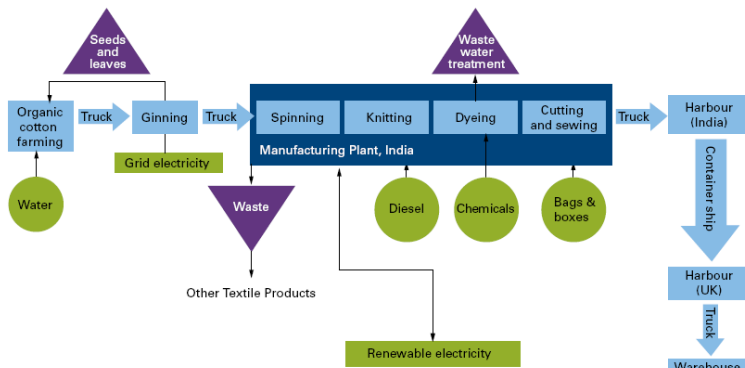 Seeds
and
leaves
Waste
water
treatment
Organic
cotton
farming
Truck
Ginning
Truck
Spinning
Knitting
Dyeing
Cutting
and sewing
Truck
Harbour
(India)
Manufacturing Plant, India
Grid electricity
Water
Waste
Diesel
Chemicals
Bags &
boxes
Container ship
Other Textile Products
Harbour
(UK)
Truck
Renewable electricity
Warehouse